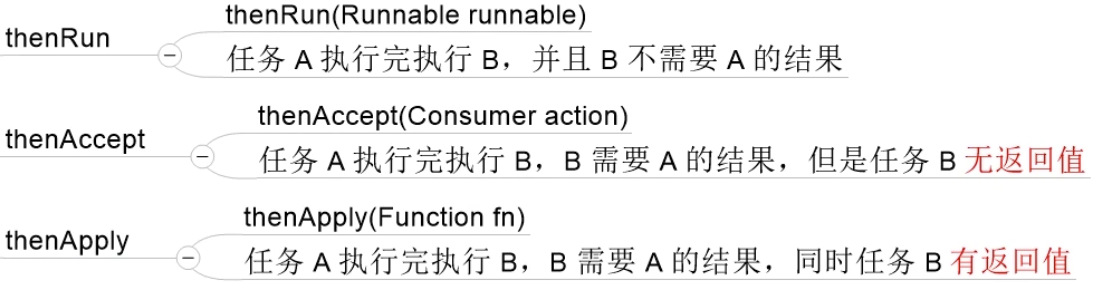 thenRun
thenRun(Runnable runnable)
任务 A 执行完执行 B，并且 B 不需要 A 的结果
thenAccept
thenAccept(Consumer action)
任务 A 执行完执行 B，B 需要 A 的结果，但是任务 B 无返回值
thenApply
thenApply(Function fn)
任务 A 执行完执行 B，B 需要 A 的结果，同时任务 B 有返回值